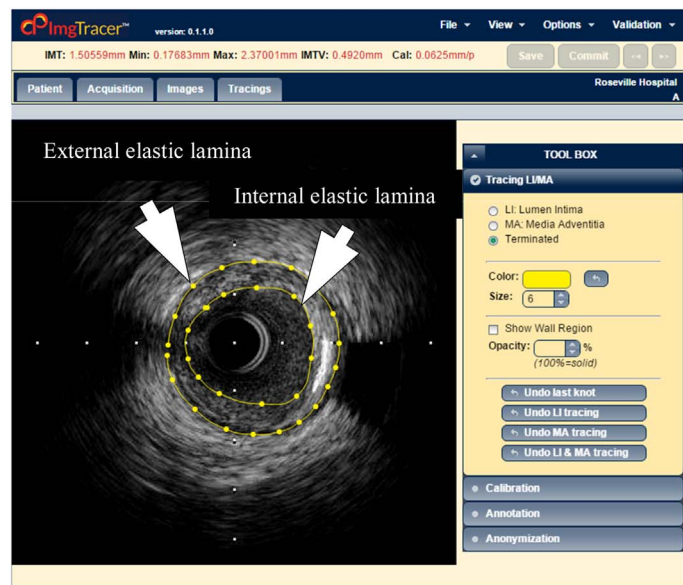 cPImgTracer™ version: 0.1.1.0 File View Options Validation
IMT: 1.50559mm Min: 0.17683mm Max: 2.37001mm IMTV: 0.4920mm Cal: 0.0625mm/p Save Commit
Patient Acquisition Images Tracings Roseville Hospital
A
External elastic lamina
Internal elastic lamina
TOOL BOX
Tracing LI/MA
LI: Lumen Intima
MA: Media Adventitia
Terminated
Color:
Size: 6
Show Wall Region
Opacity: %
(100%=solid)
Undo last knot
Undo LI tracing
Undo MA tracing
Undo LI & MA tracing
Calibration
Annotation
Anonymization